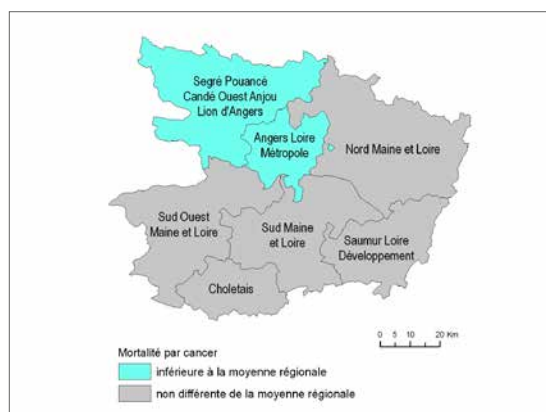 Segré Pouancé
Candé Ouest Anjou
Lion d'Angers
Angers Loire
Métropole
Nord Maine et Loire
Sud Ouest
Maine et Loire
Sud Maine
et Loire
Saumur Loire
Développement
Choletais
0 5 10 20 Km
Mortalité par cancer
inférieure à la moyenne régionale
non différente de la moyenne régionale